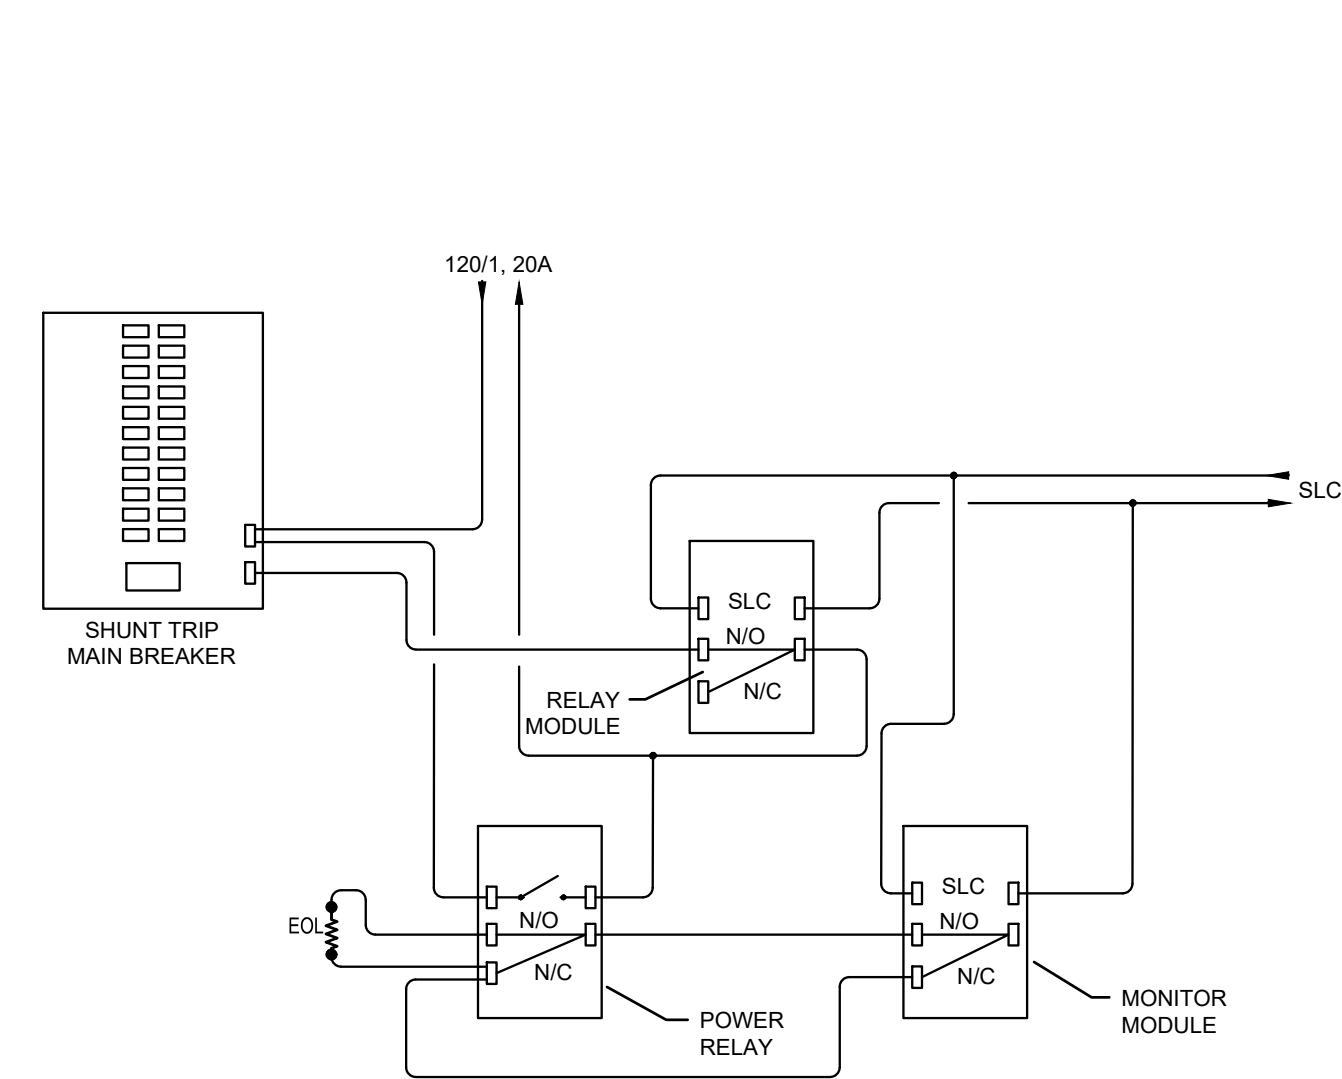 120/1, 20A
SLC
SHUNT TRIP
MAIN BREAKER
SLC
N/O
N/C
RELAY
MODULE
SLC
N/O
N/C
EOL
N/O
N/C
POWER
RELAY
MONITOR
MODULE